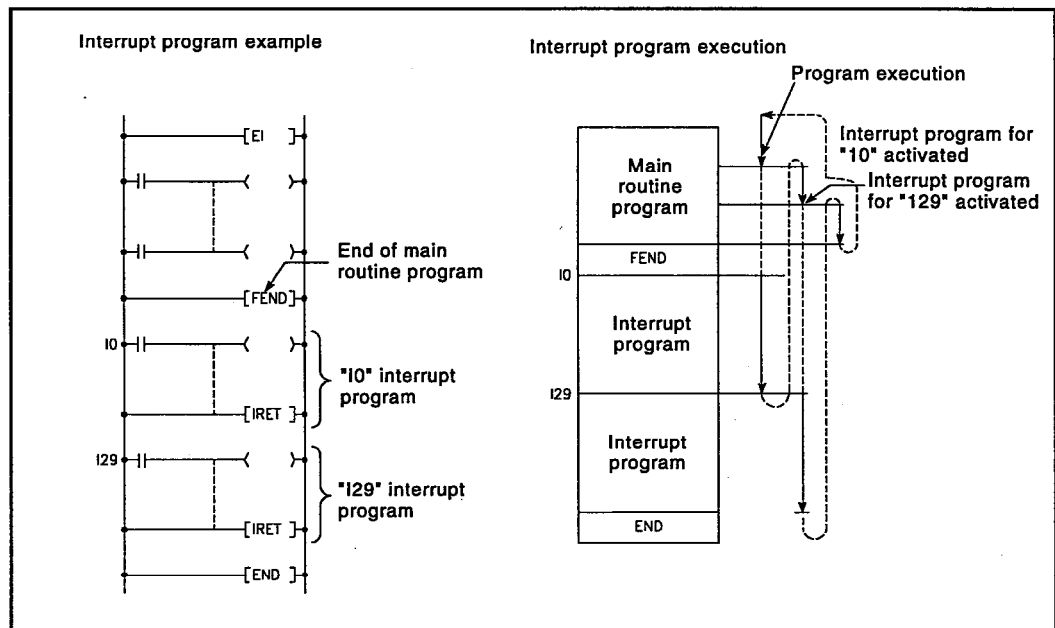 Interrupt program example
[EI ]
End of main
routine program
[FEND]
I0
"I0" interrupt
program
[IRET ]
I29
"I29" interrupt
program
[IRET ]
[END ]
Interrupt program execution
Program execution
Interrupt program for
"10" activated
Interrupt program
for "129" activated
Main
routine
program
FEND
I0
Interrupt
program
I29
Interrupt
program
END